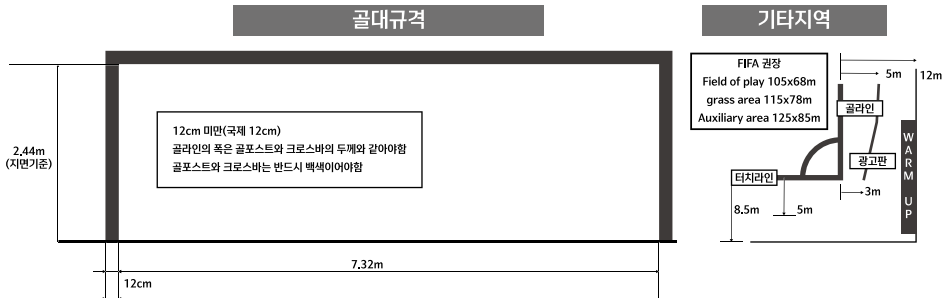 골대규격
기타지역
2,44m
(지면기준)
12cm 미만(국제 12cm)
골라인의 폭은 골포스트와 크로스바의 두께와 같아야함
골포스트와 크로스바는 반드시 백색이어야함
7.32m
12cm
FIFA 권장
Field of play 105x68m
grass area 115x78m
Auxiliary area 125x85m
5m
12m
골라인
광고판
터치라인
3m
8.5m
5m
WARM UP